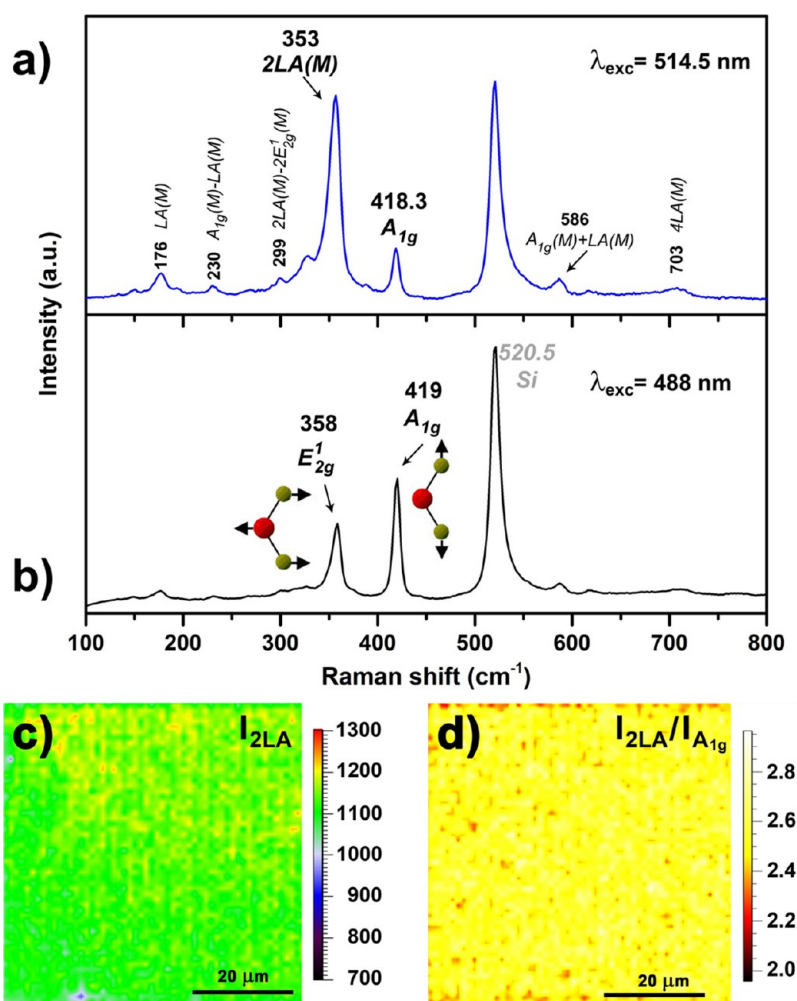 a)
353
2LA(M)
λexc= 514.5 nm
176 LA(M)
230 A1g(M)-LA(M)
299 2LA(M)-2E¹2g(M)
418.3
A1g
586
A1g(M)+LA(M)
703 4LA(M)
Intensity (a.u.)
b)
358
E¹2g
419
A1g
520.5
Si
λexc= 488 nm
100 200 300 400 500 600 700 800
Raman shift (cm⁻¹)
c)
I2LA
20 μm
1300
1200
1100
1000
900
800
700
d)
I2LA/IA1g
20 μm
2.8
2.6
2.4
2.2
2.0